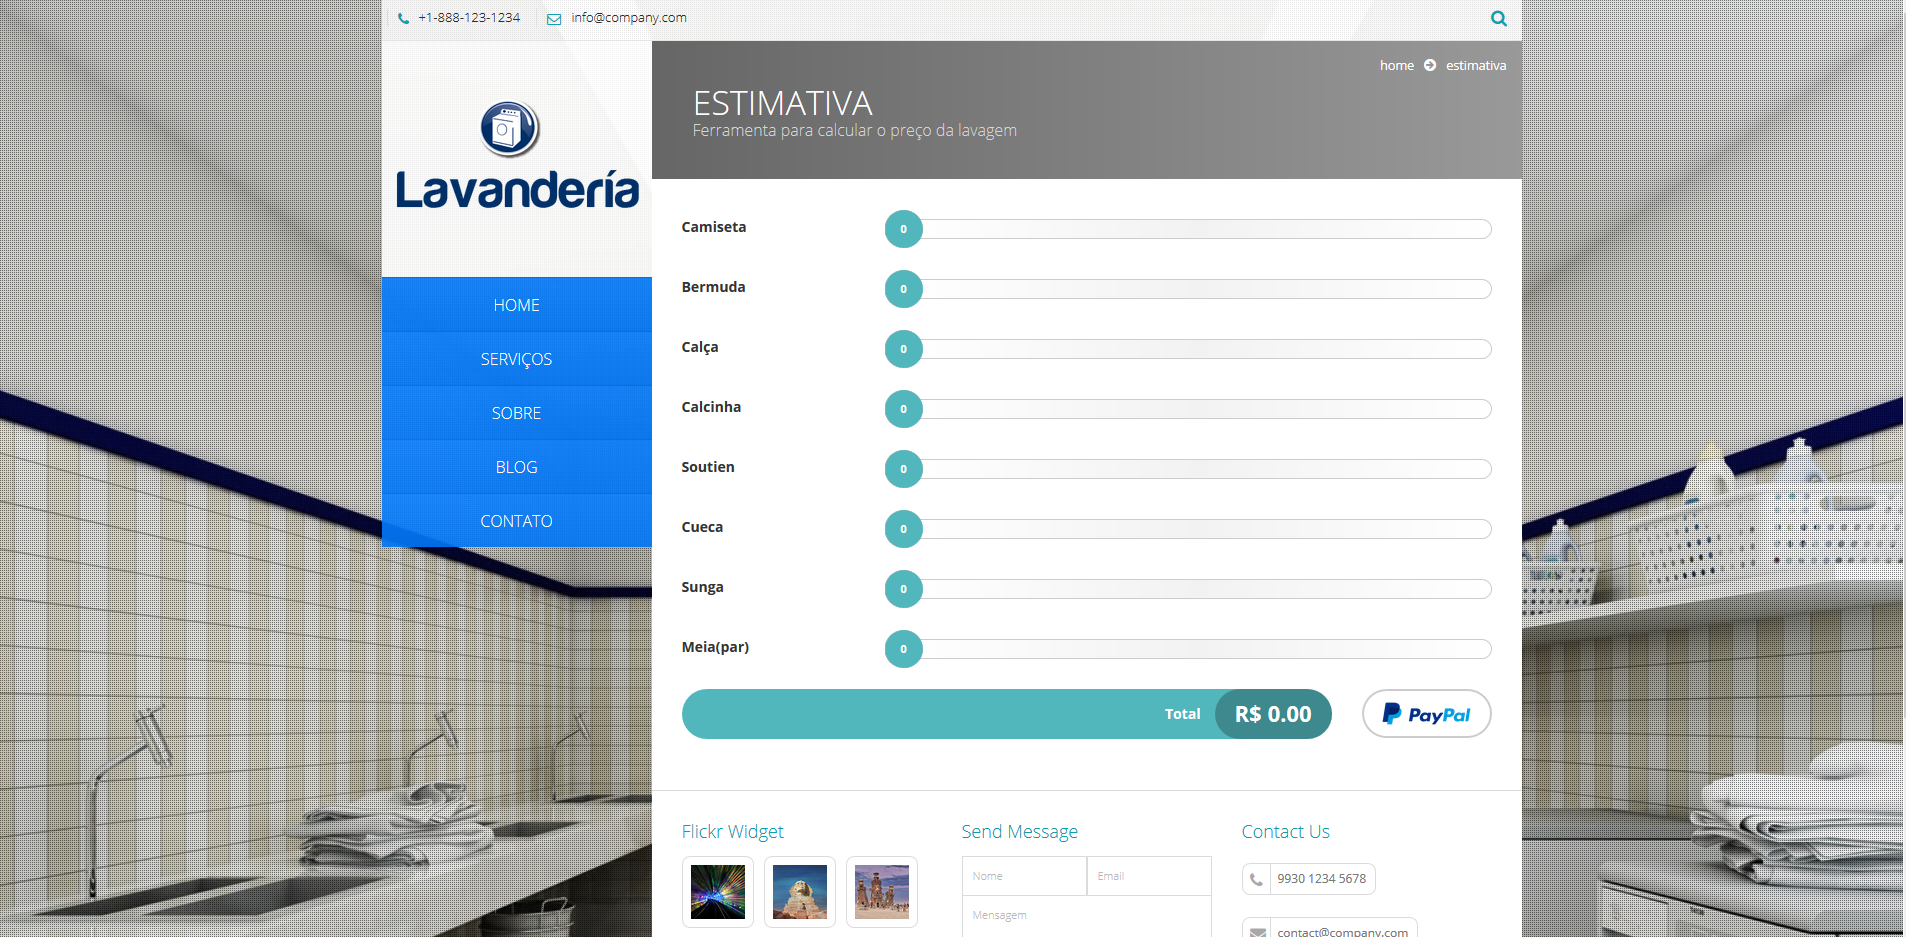 +1-888-123-1234
info@company.com
home
estimativa
Lavandería
ESTIMATIVA
Ferramenta para calcular o preço da lavagem
HOME
SERVIÇOS
SOBRE
BLOG
CONTATO
Camiseta 0
Bermuda 0
Calça 0
Calcinha 0
Soutien 0
Cueca 0
Sunga 0
Meia(par) 0
Total R$ 0.00
PayPal
Flickr Widget
Send Message
Nome
Email
Mensagem
Contact Us
9930 1234 5678
contact@company.com